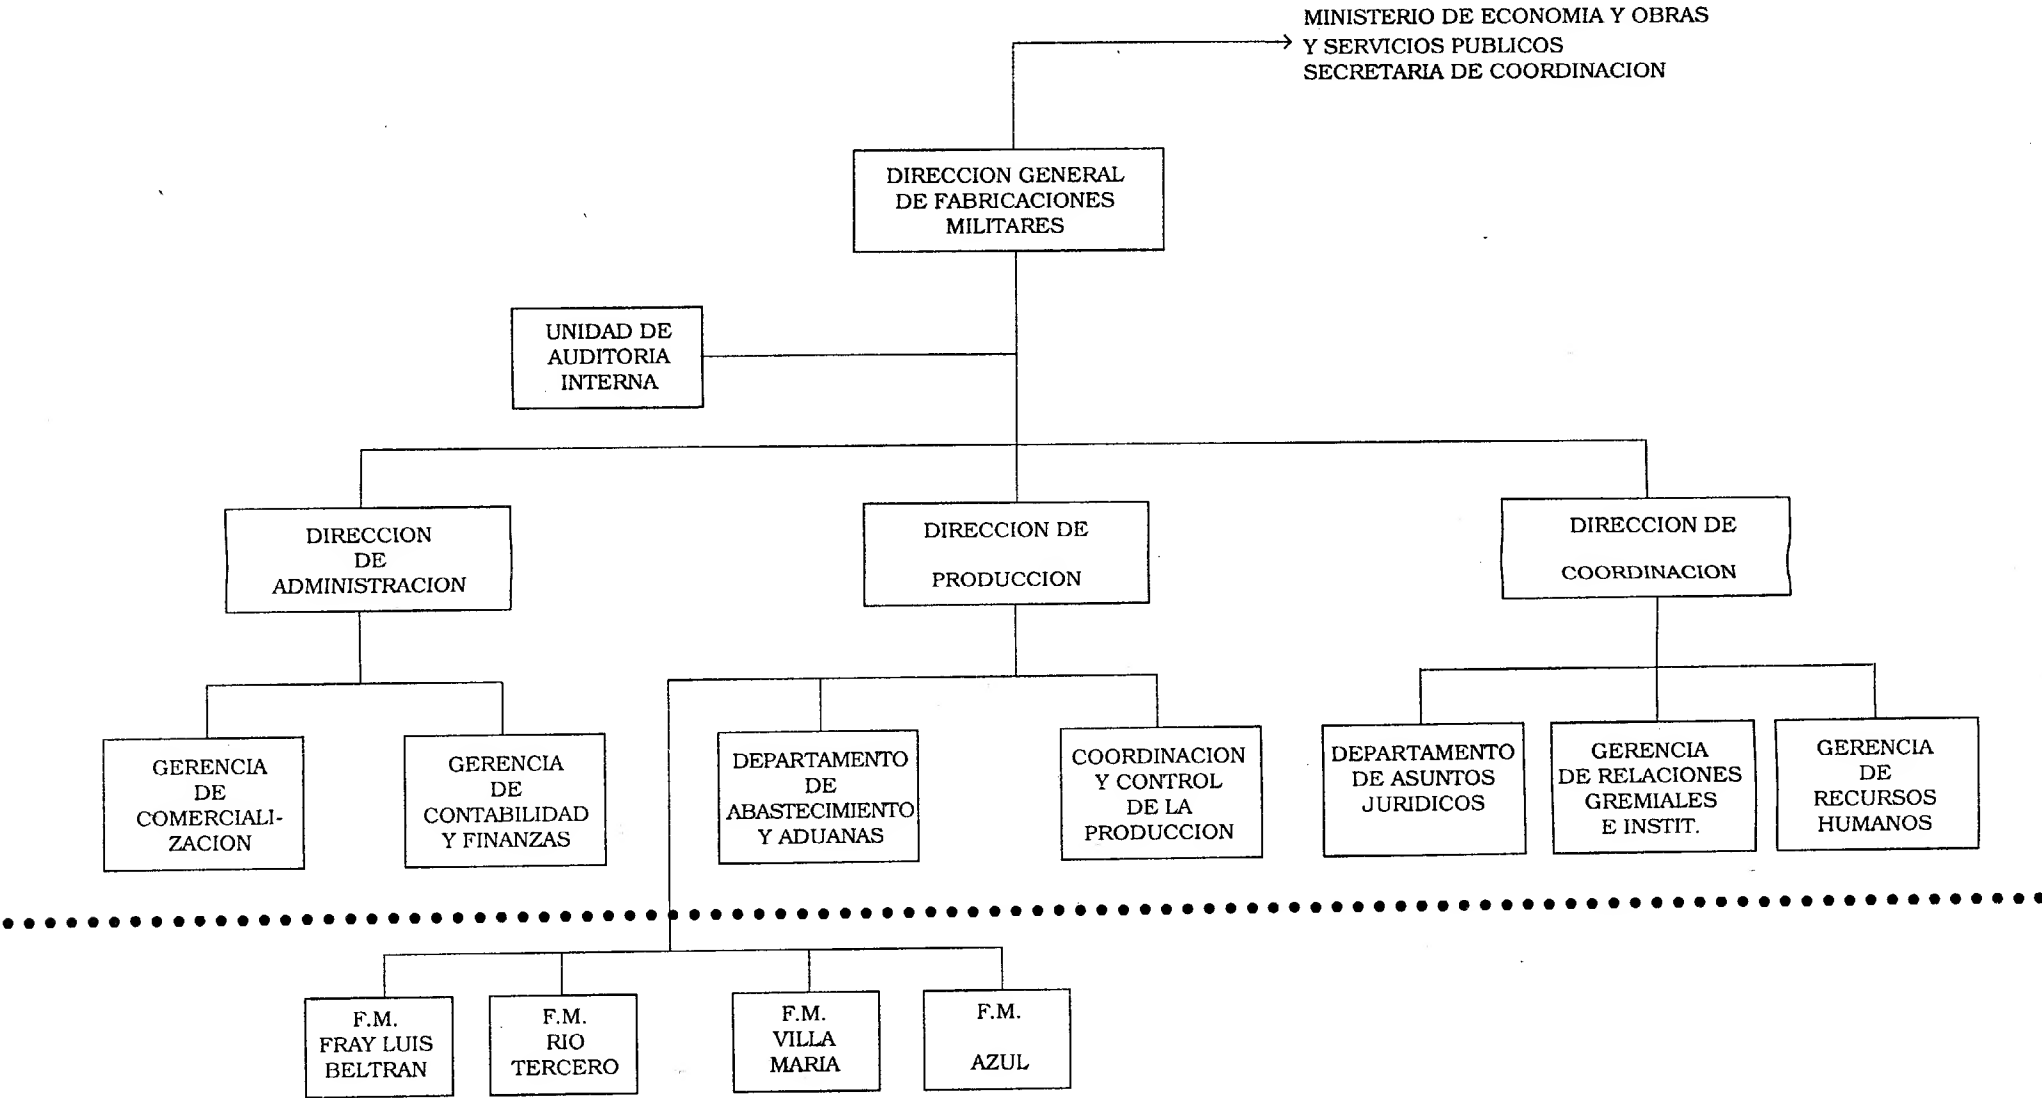 MINISTERIO DE ECONOMIA Y OBRAS
Y SERVICIOS PUBLICOS
SECRETARIA DE COORDINACION
DIRECCION GENERAL
DE FABRICACIONES
MILITARES
UNIDAD DE
AUDITORIA
INTERNA
DIRECCION
DE
ADMINISTRACION
DIRECCION DE
PRODUCCION
DIRECCION DE
COORDINACION
GERENCIA
DE
COMERCIALI-
ZACION
GERENCIA
DE
CONTABILIDAD
Y FINANZAS
DEPARTAMENTO
DE
ABASTECIMIENTO
Y ADUANAS
COORDINACION
Y CONTROL
DE LA
PRODUCCION
DEPARTAMENTO
DE ASUNTOS
JURIDICOS
GERENCIA
DE RELACIONES
GREMIALES
E INSTIT.
GERENCIA
DE
RECURSOS
HUMANOS
F.M.
FRAY LUIS
BELTRAN
F.M.
RIO
TERCERO
F.M.
VILLA
MARIA
F.M.
AZUL